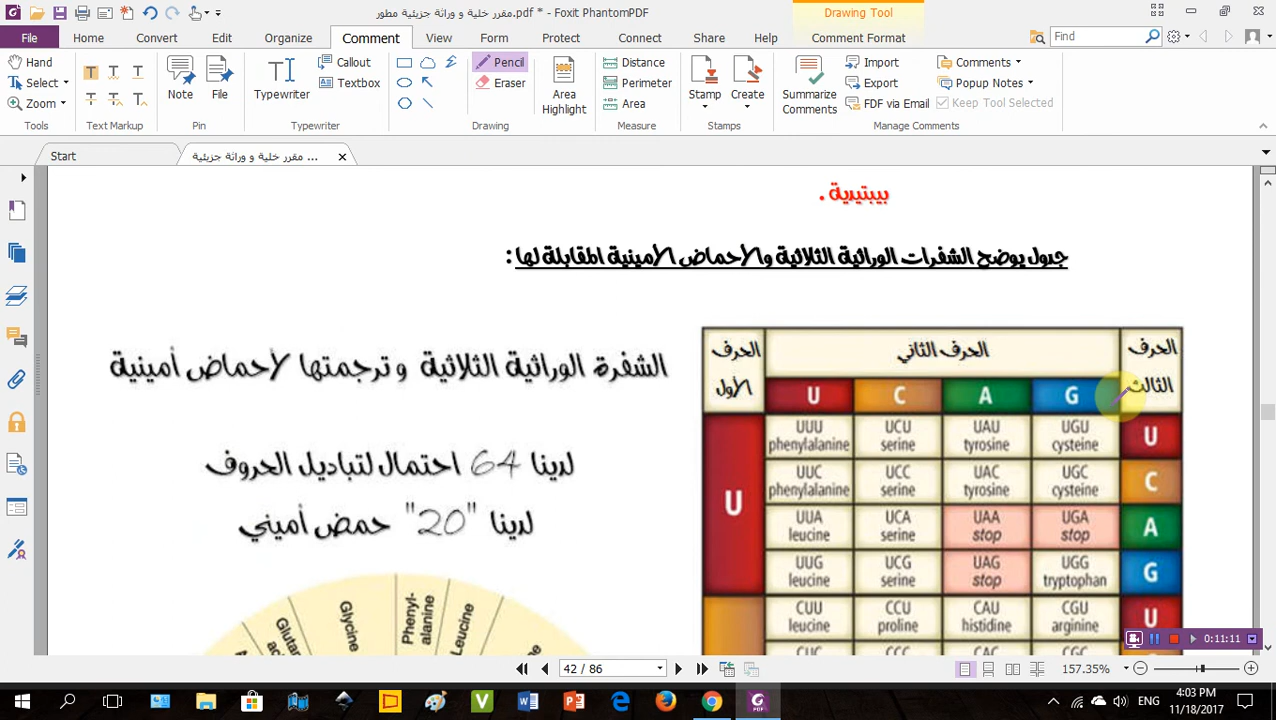 مقرر خلية و وراثة جزيئية مطور.pdf * - Foxit PhantomPDF
Drawing Tool
File Home Convert Edit Organize Comment View Form Protect Connect Share Help Comment Format Find
Hand
Select
Zoom
Tools
Text Markup
Note
File
Pin
Typewriter
Callout
Textbox
Typewriter
Pencil
Eraser
Drawing
Area Highlight
Distance
Perimeter
Area
Measure
Stamp
Create
Stamps
Summarize Comments
Import
Export
FDF via Email
Comments
Popup Notes
Keep Tool Selected
Manage Comments
Start
مقرر خلية و وراثة جزيئية ...
بيبتيدية .
جدول يوضح الشفرات الوراثية الثلاثية والأحماض الأمينية المقابلة لها :
الشفرة الوراثية الثلاثية و ترجمتها لأحماض أمينية
لدينا 64 احتمال لتباديل الحروف
لدينا "20" حمض أميني
الحرف الأول
الحرف الثاني
الحرف الثالث
U C A G
UUU UCU UAU UGU
phenylalanine serine tyrosine cysteine
U
UUC UCC UAC UGC
phenylalanine serine tyrosine cysteine
C
U
UUA UCA UAA UGA
leucine serine stop stop
A
UUG UCG UAG UGG
leucine serine stop tryptophan
G
CUU CCU CAU CGU
leucine proline histidine arginine
U
CUC CCC CAC CGC
Glycine
Phenyl-
alanine
Leucine
0:11:11
42 / 86
157.35%
ENG
4:03 PM
11/18/2017